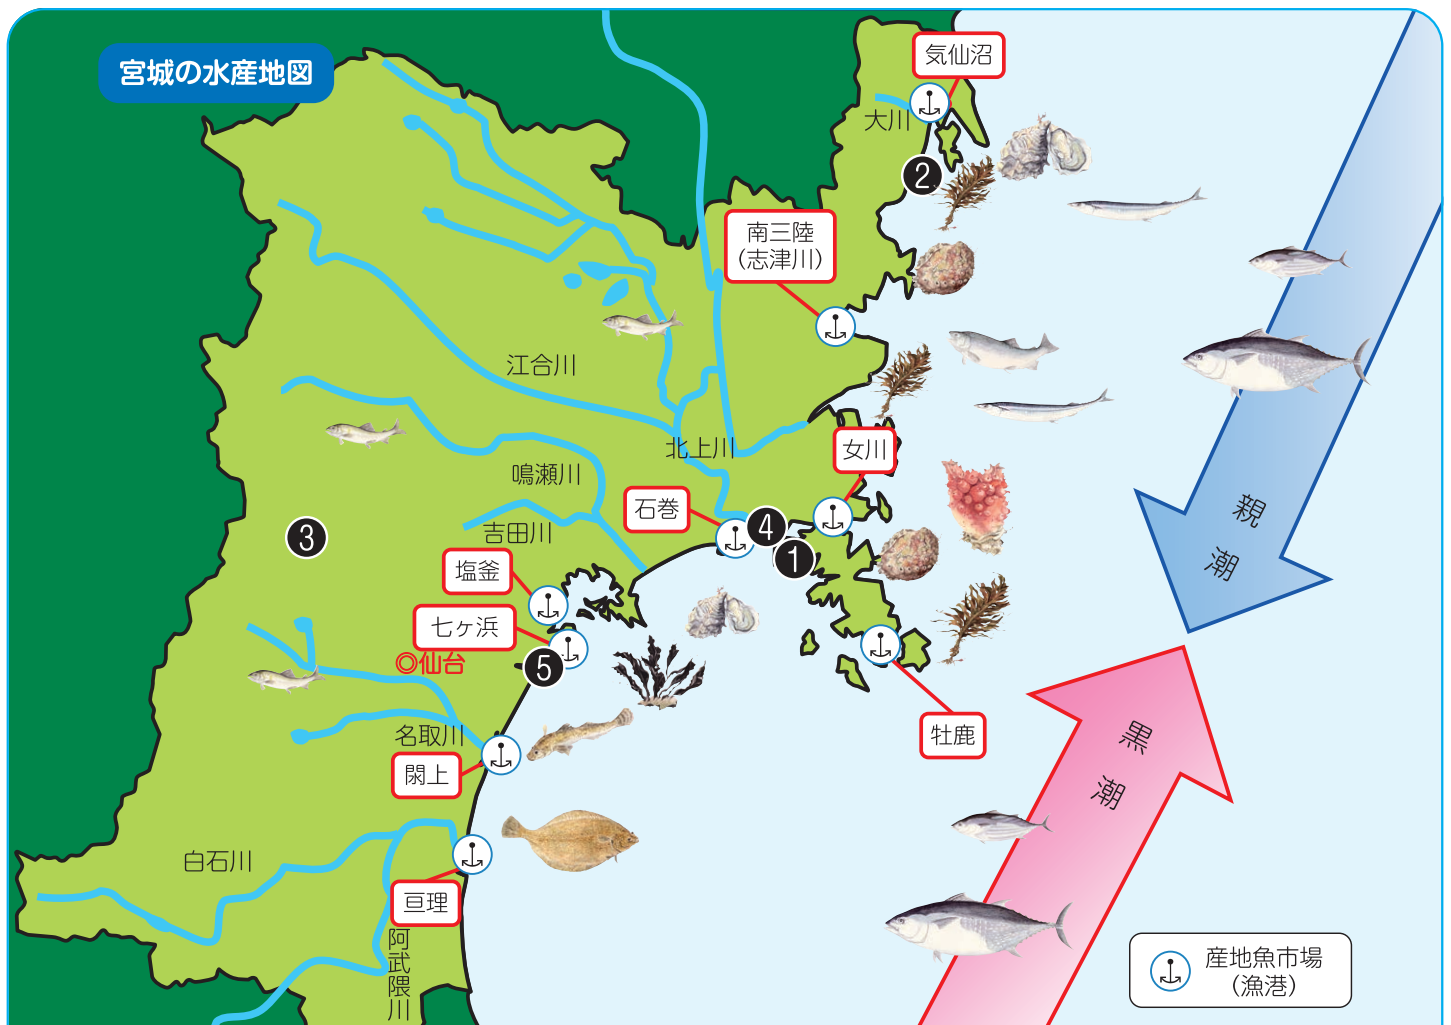 宮城の水産地図
気仙沼
大川
2
南三陸
(志津川)
江合川
北上川
女川
鳴瀬川
石巻
4
吉田川
3
1
塩釜
七ヶ浜
◎仙台
5
親潮
牡鹿
名取川
閖上
黒潮
白石川
亘理
阿武隈川
産地魚市場
(漁港)